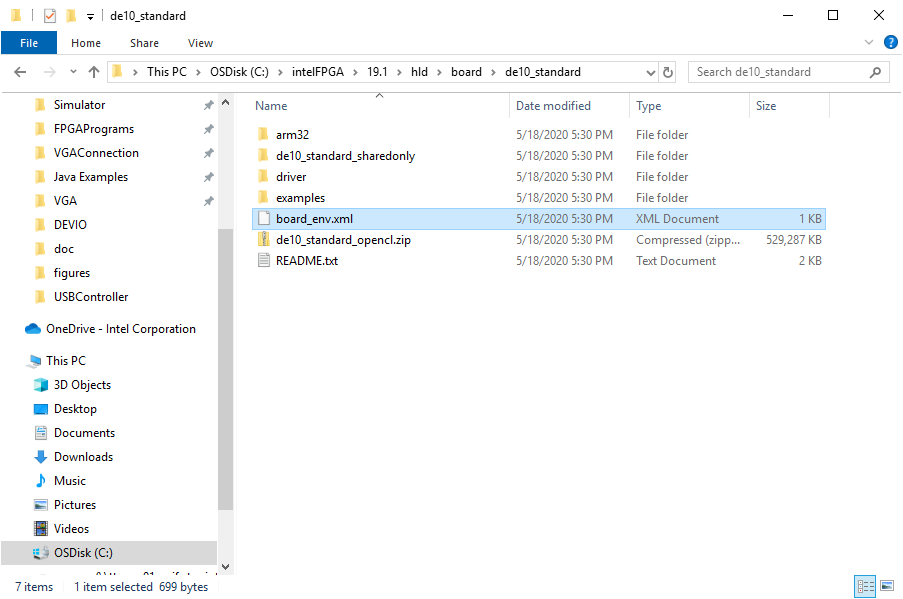 de10_standard
File Home Share View
This PC OSDisk (C:) intelFPGA 19.1 hld board de10_standard Search de10_standard
Simulator
FPGAPrograms
VGAConnection
Java Examples
VGA
DEVIO
doc
figures
USBController
OneDrive - Intel Corporation
This PC
3D Objects
Desktop
Documents
Downloads
Music
Pictures
Videos
OSDisk (C:)
Name Date modified Type Size
arm32 5/18/2020 5:30 PM File folder
de10_standard_sharedonly 5/18/2020 5:30 PM File folder
driver 5/18/2020 5:30 PM File folder
examples 5/18/2020 5:30 PM File folder
board_env.xml 5/18/2020 5:30 PM XML Document 1 KB
de10_standard_opencl.zip 5/18/2020 5:30 PM Compressed (zipp... 529,287 KB
README.txt 5/18/2020 5:30 PM Text Document 2 KB
7 items 1 item selected 699 bytes